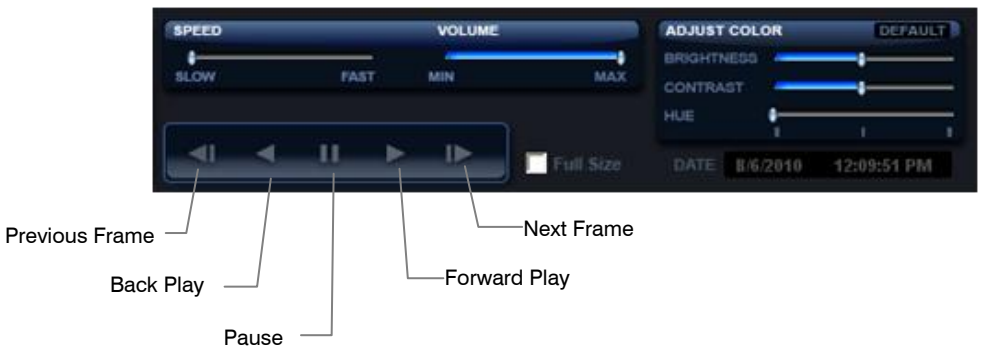 SPEED VOLUME
SLOW FAST MIN MAX
ADJUST COLOR DEFAULT
BRIGHTNESS
CONTRAST
HUE
Full Size
DATE 8/6/2010 12:09:51 PM
Previous Frame
Next Frame
Back Play
Forward Play
Pause